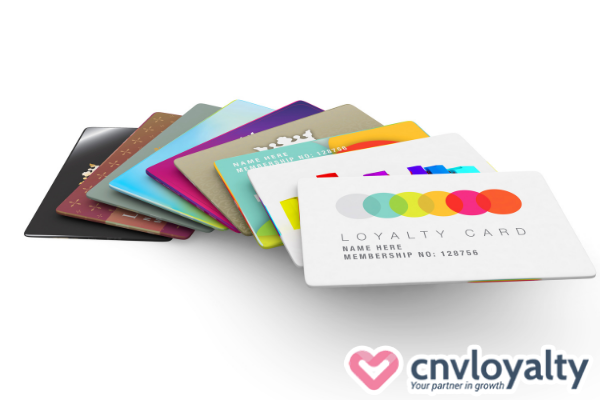 NAME HERE
MEMBERSHIP NO: 128756
LOYALTY CARD
NAME HERE
MEMBERSHIP NO: 128756
cnvloyalty
Your partner in growth